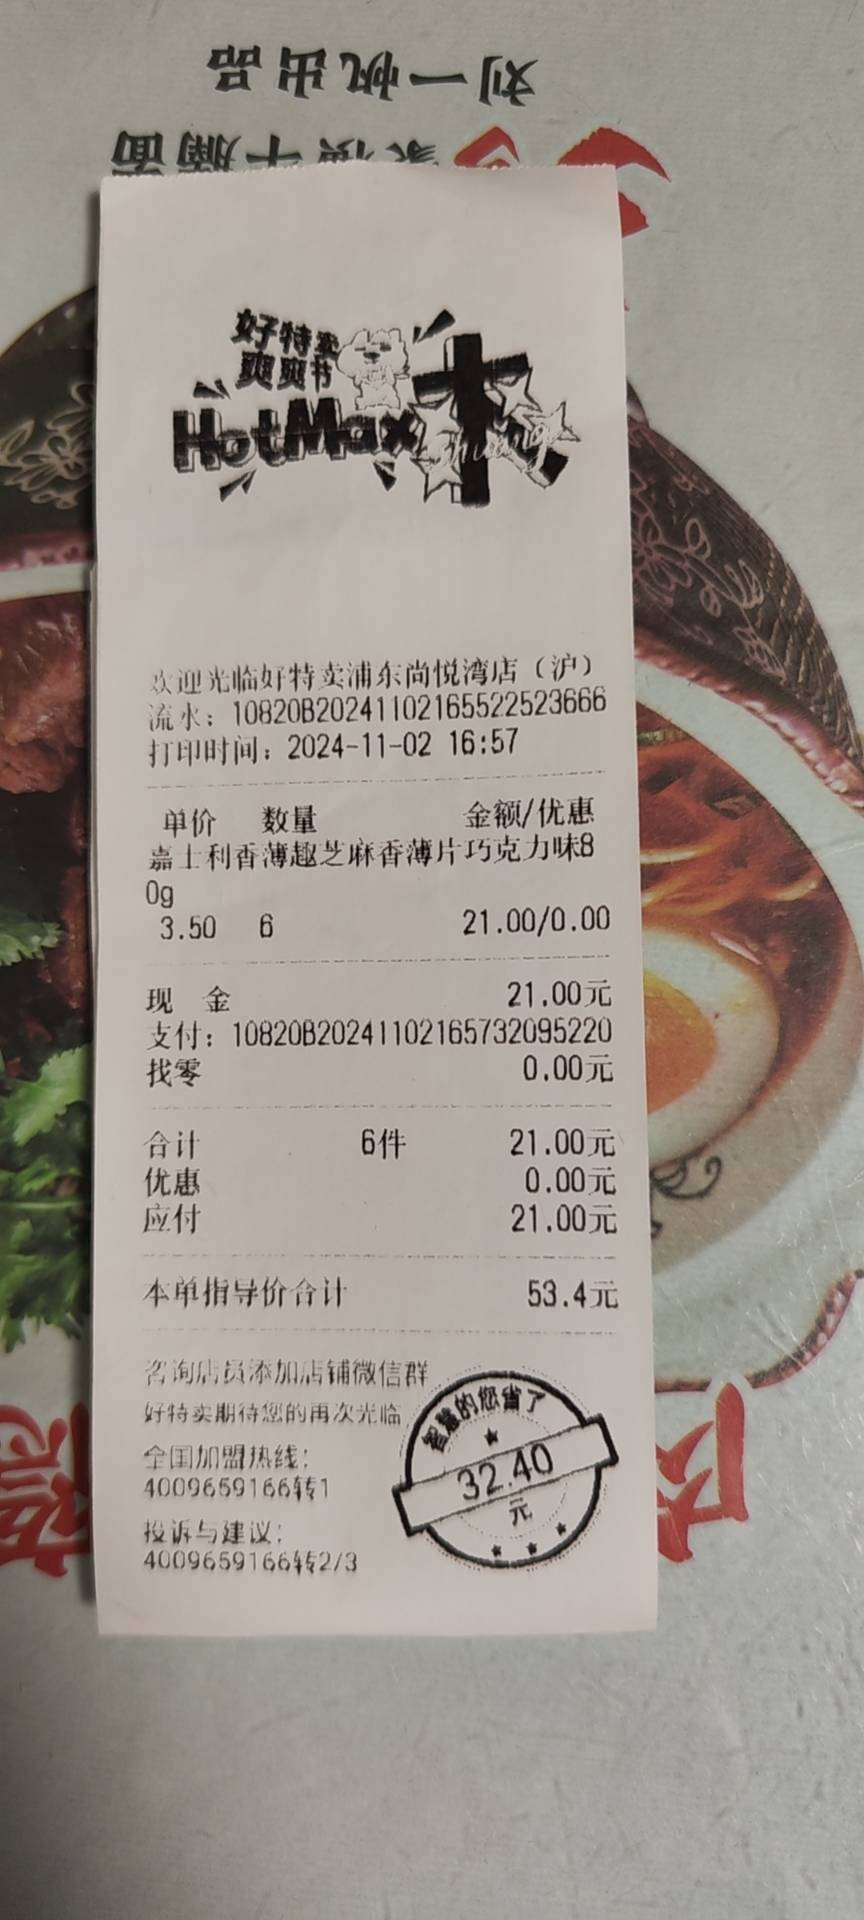 刘一帆出品
好特卖
爽爽节
HotMax
shuang
欢迎光临好特卖浦东尚悦湾店（沪）
流水：10820B20241102165522523666
打印时间：2024-11-02 16:57
单价 数量 金额/优惠
嘉士利香薄趣芝麻香薄片巧克力味8
0g
3.50 6 21.00/0.00
现 金 21.00元
支付：10820B20241102165732095220
找零 0.00元
合计 6件 21.00元
优惠 0.00元
应付 21.00元
本单指导价合计 53.4元
咨询店员添加店铺微信群
好特卖期待您的再次光临
全国加盟热线：
4009659166转1
投诉与建议：
4009659166转2/3
智慧的您省了
32.40
元